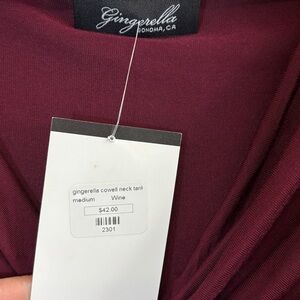 Gingerella
SONOMA, CA
gingerella cowell neck tank
medium Wine
$42.00
2301